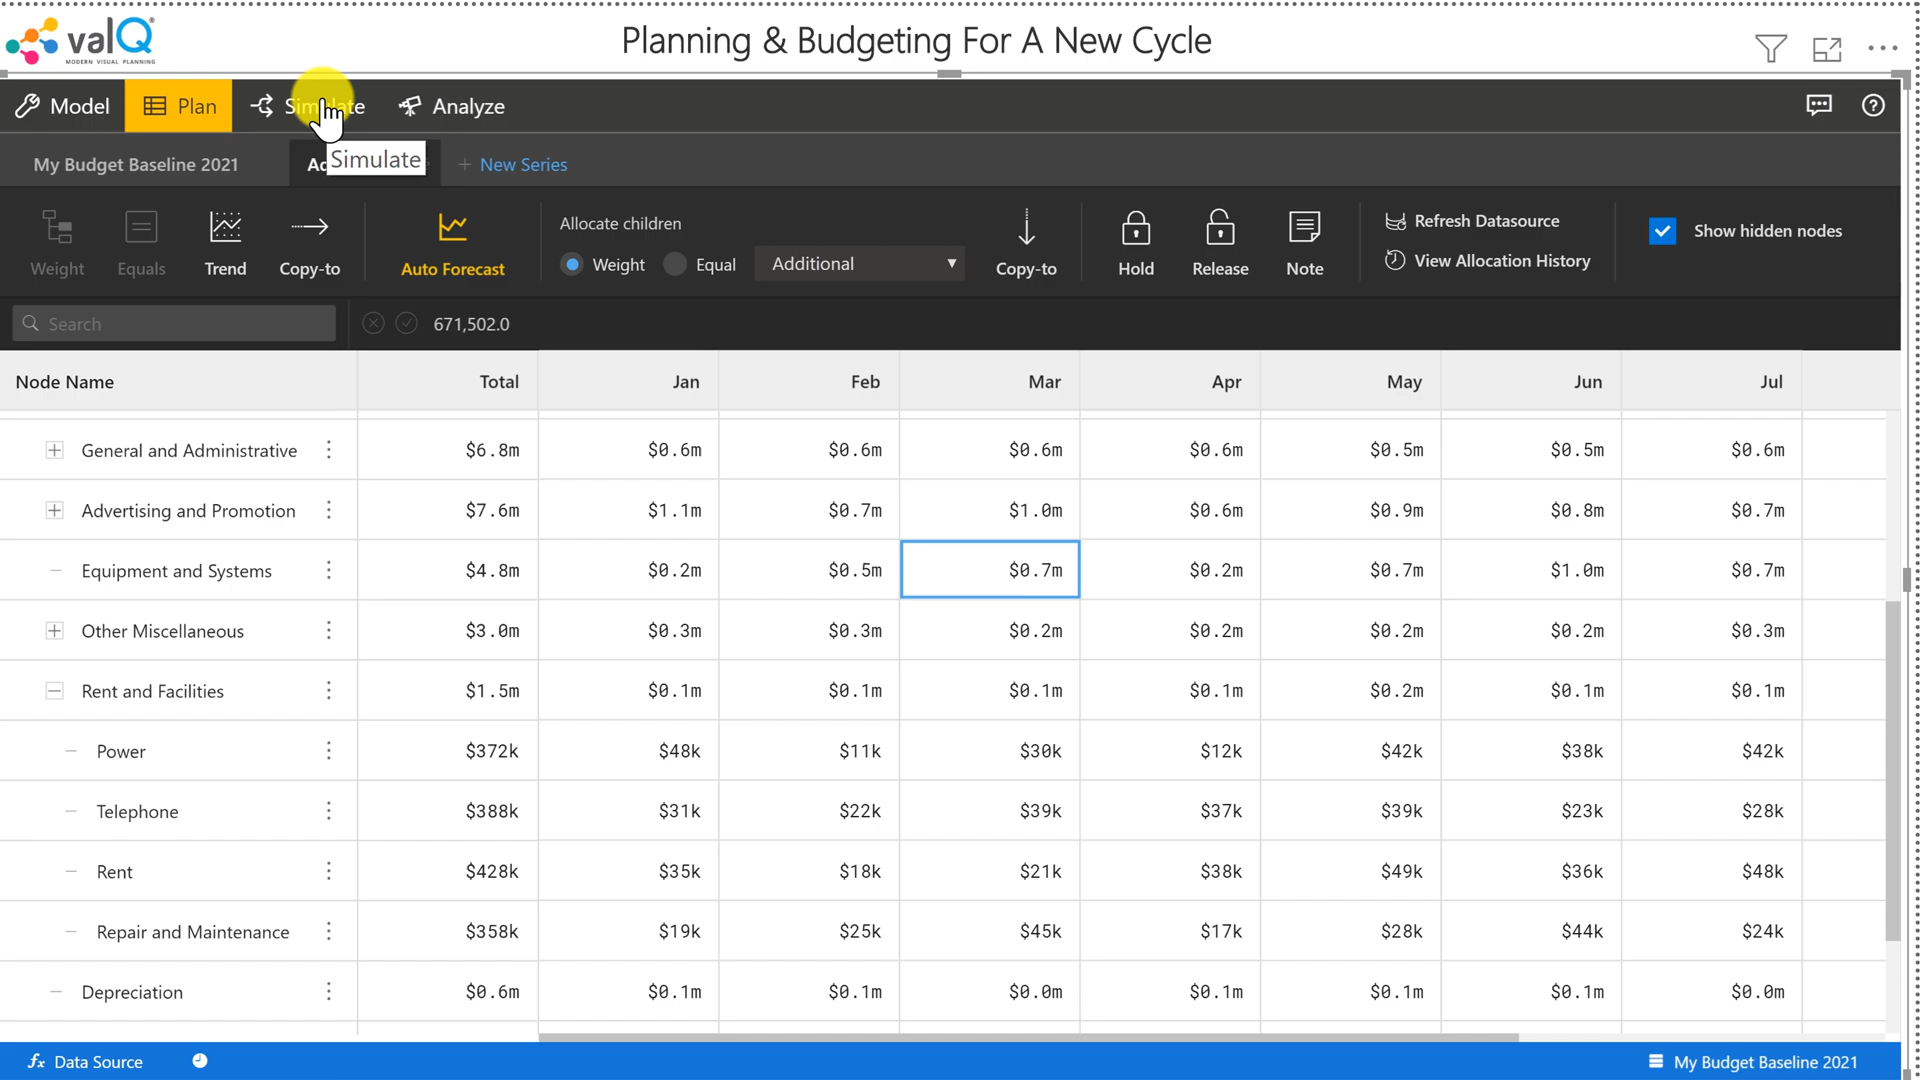 valQ
MODERN VISUAL PLANNING
Planning & Budgeting For A New Cycle
Model Plan Simulate Analyze
Simulate
My Budget Baseline 2021 + New Series
Weight Equals Trend Copy-to Auto Forecast
Allocate children
Weight Equal Additional
Copy-to Hold Release Note
Refresh Datasource
View Allocation History
Show hidden nodes
Search 671,502.0
Node Name Total Jan Feb Mar Apr May Jun Jul
General and Administrative $6.8m $0.6m $0.6m $0.6m $0.6m $0.5m $0.5m $0.6m
Advertising and Promotion $7.6m $1.1m $0.7m $1.0m $0.6m $0.9m $0.8m $0.7m
Equipment and Systems $4.8m $0.2m $0.5m $0.7m $0.2m $0.7m $1.0m $0.7m
Other Miscellaneous $3.0m $0.3m $0.3m $0.2m $0.2m $0.2m $0.2m $0.3m
Rent and Facilities $1.5m $0.1m $0.1m $0.1m $0.1m $0.2m $0.1m $0.1m
Power $372k $48k $11k $30k $12k $42k $38k $42k
Telephone $388k $31k $22k $39k $37k $39k $23k $28k
Rent $428k $35k $18k $21k $38k $49k $36k $48k
Repair and Maintenance $358k $19k $25k $45k $17k $28k $44k $24k
Depreciation $0.6m $0.1m $0.1m $0.0m $0.1m $0.1m $0.1m $0.0m
fx Data Source My Budget Baseline 2021